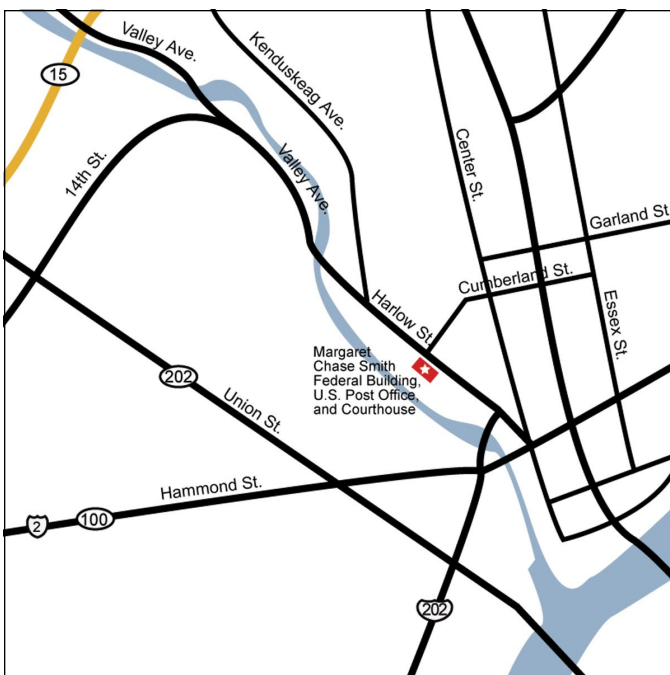 Valley Ave.
Kenduskeag Ave.
15
14th St.
Valley Ave.
Center St.
Garland St.
Cumberland St.
Harlow St.
Essex St.
Margaret
Chase Smith
Federal Building,
U.S. Post Office,
and Courthouse
202
Union St.
Hammond St.
2
100
202